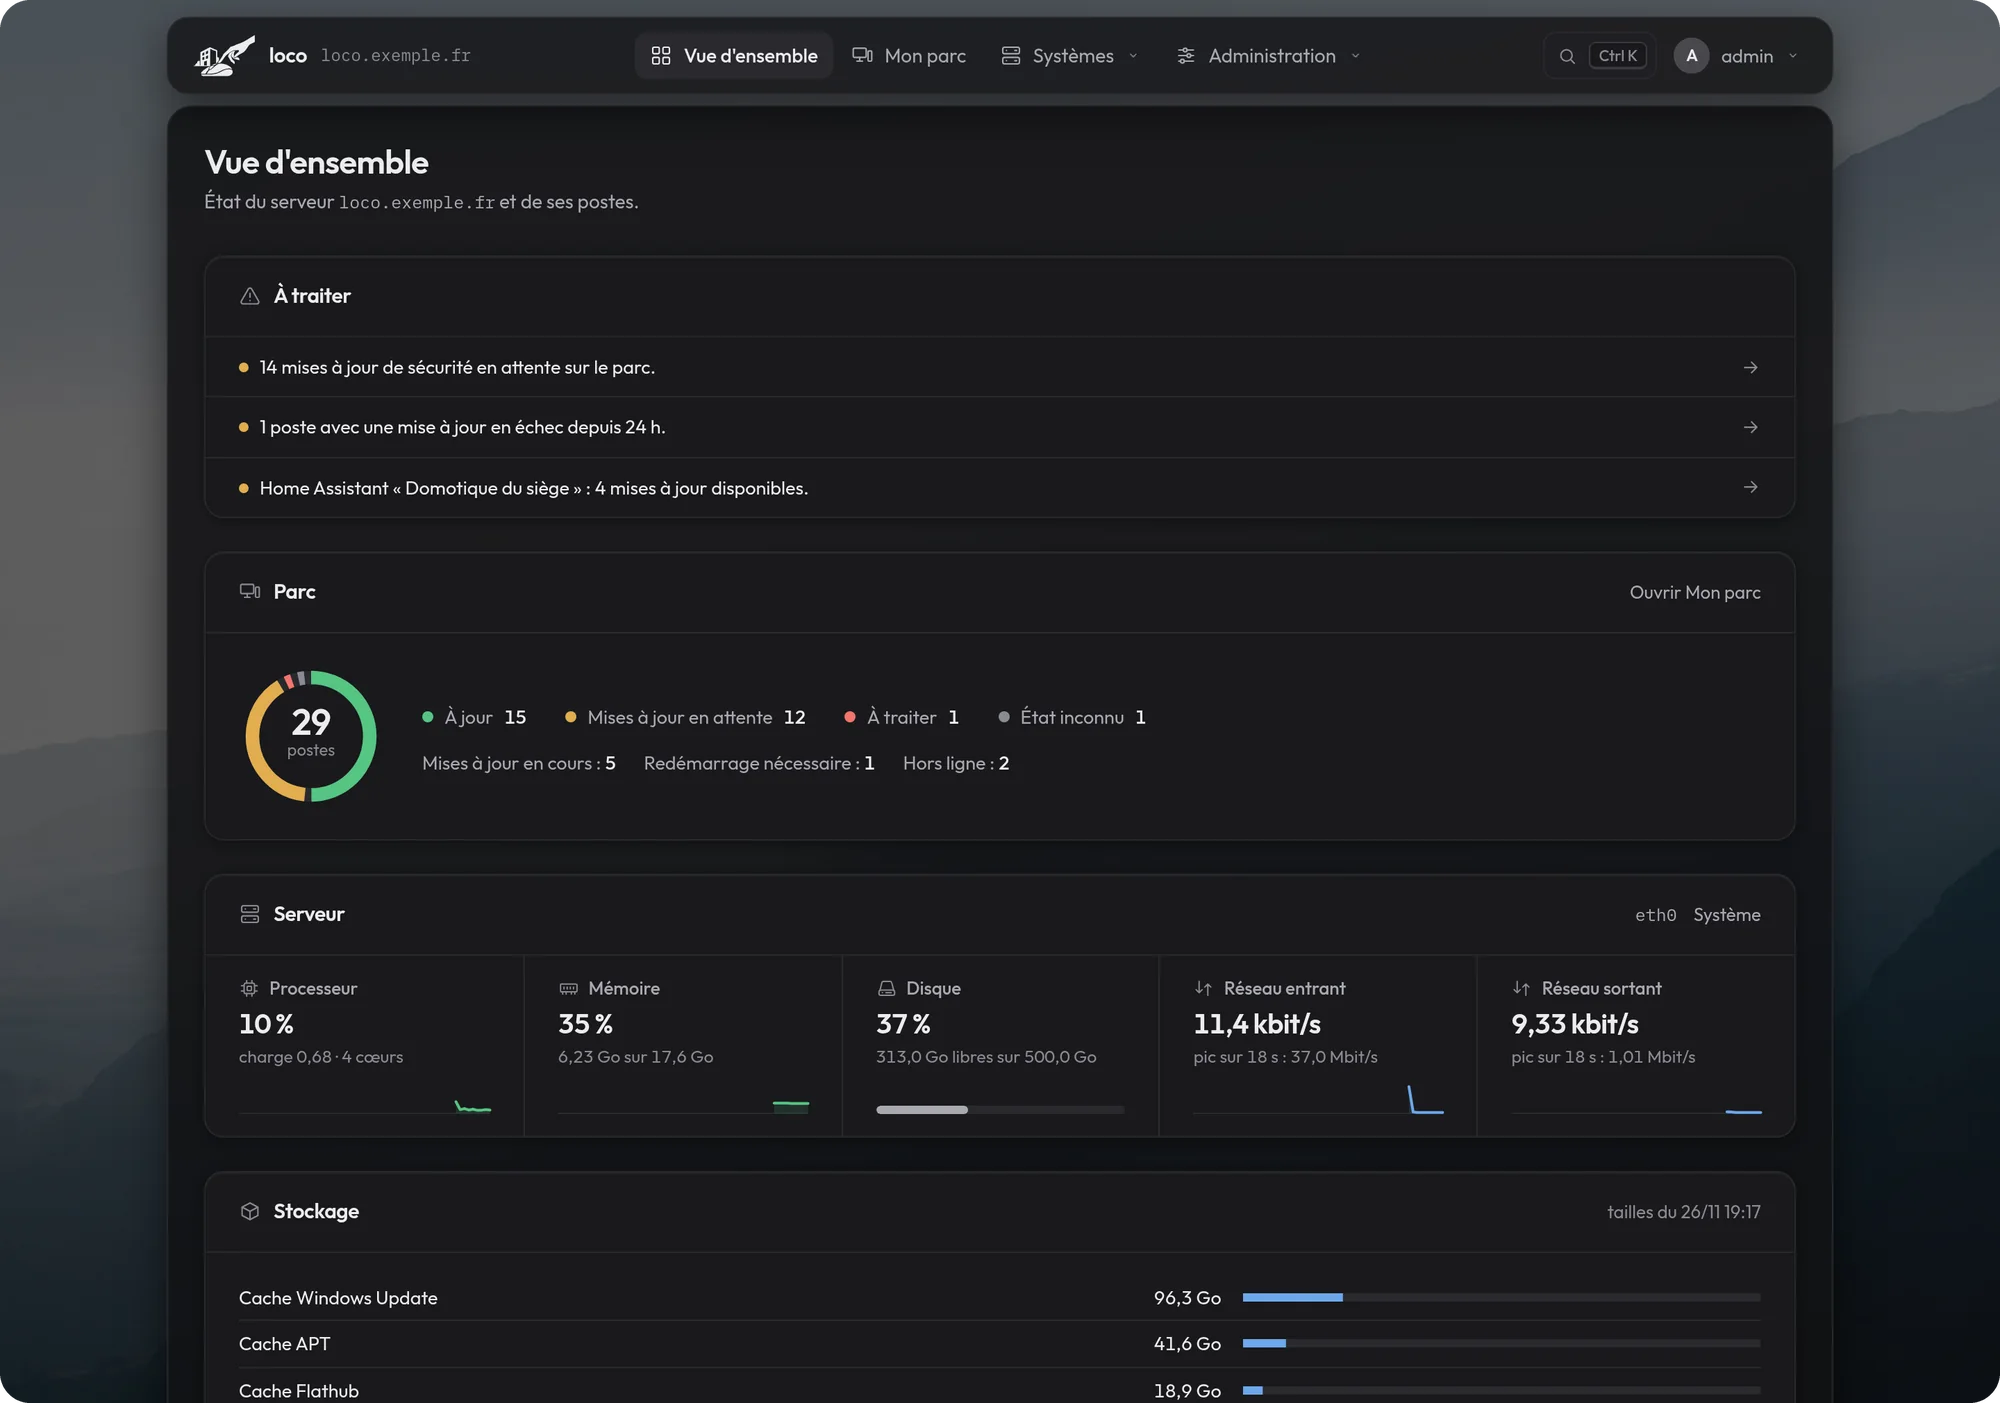 loco loco.exemple.fr Vue d'ensemble Mon parc Systèmes Administration Ctrl K A admin
Vue d'ensemble
État du serveur loco.exemple.fr et de ses postes.
À traiter
14 mises à jour de sécurité en attente sur le parc.
1 poste avec une mise à jour en échec depuis 24 h.
Home Assistant « Domotique du siège » : 4 mises à jour disponibles.
Parc Ouvrir Mon parc
29
postes
À jour 15 Mises à jour en attente 12 À traiter 1 État inconnu 1
Mises à jour en cours : 5 Redémarrage nécessaire : 1 Hors ligne : 2
Serveur eth0 Système
Processeur
10 %
charge 0,68 · 4 cœurs
Mémoire
35 %
6,23 Go sur 17,6 Go
Disque
37 %
313,0 Go libres sur 500,0 Go
Réseau entrant
11,4 kbit/s
pic sur 18 s : 37,0 Mbit/s
Réseau sortant
9,33 kbit/s
pic sur 18 s : 1,01 Mbit/s
Stockage tailles du 26/11 19:17
Cache Windows Update 96,3 Go
Cache APT 41,6 Go
Cache Flathub 18,9 Go